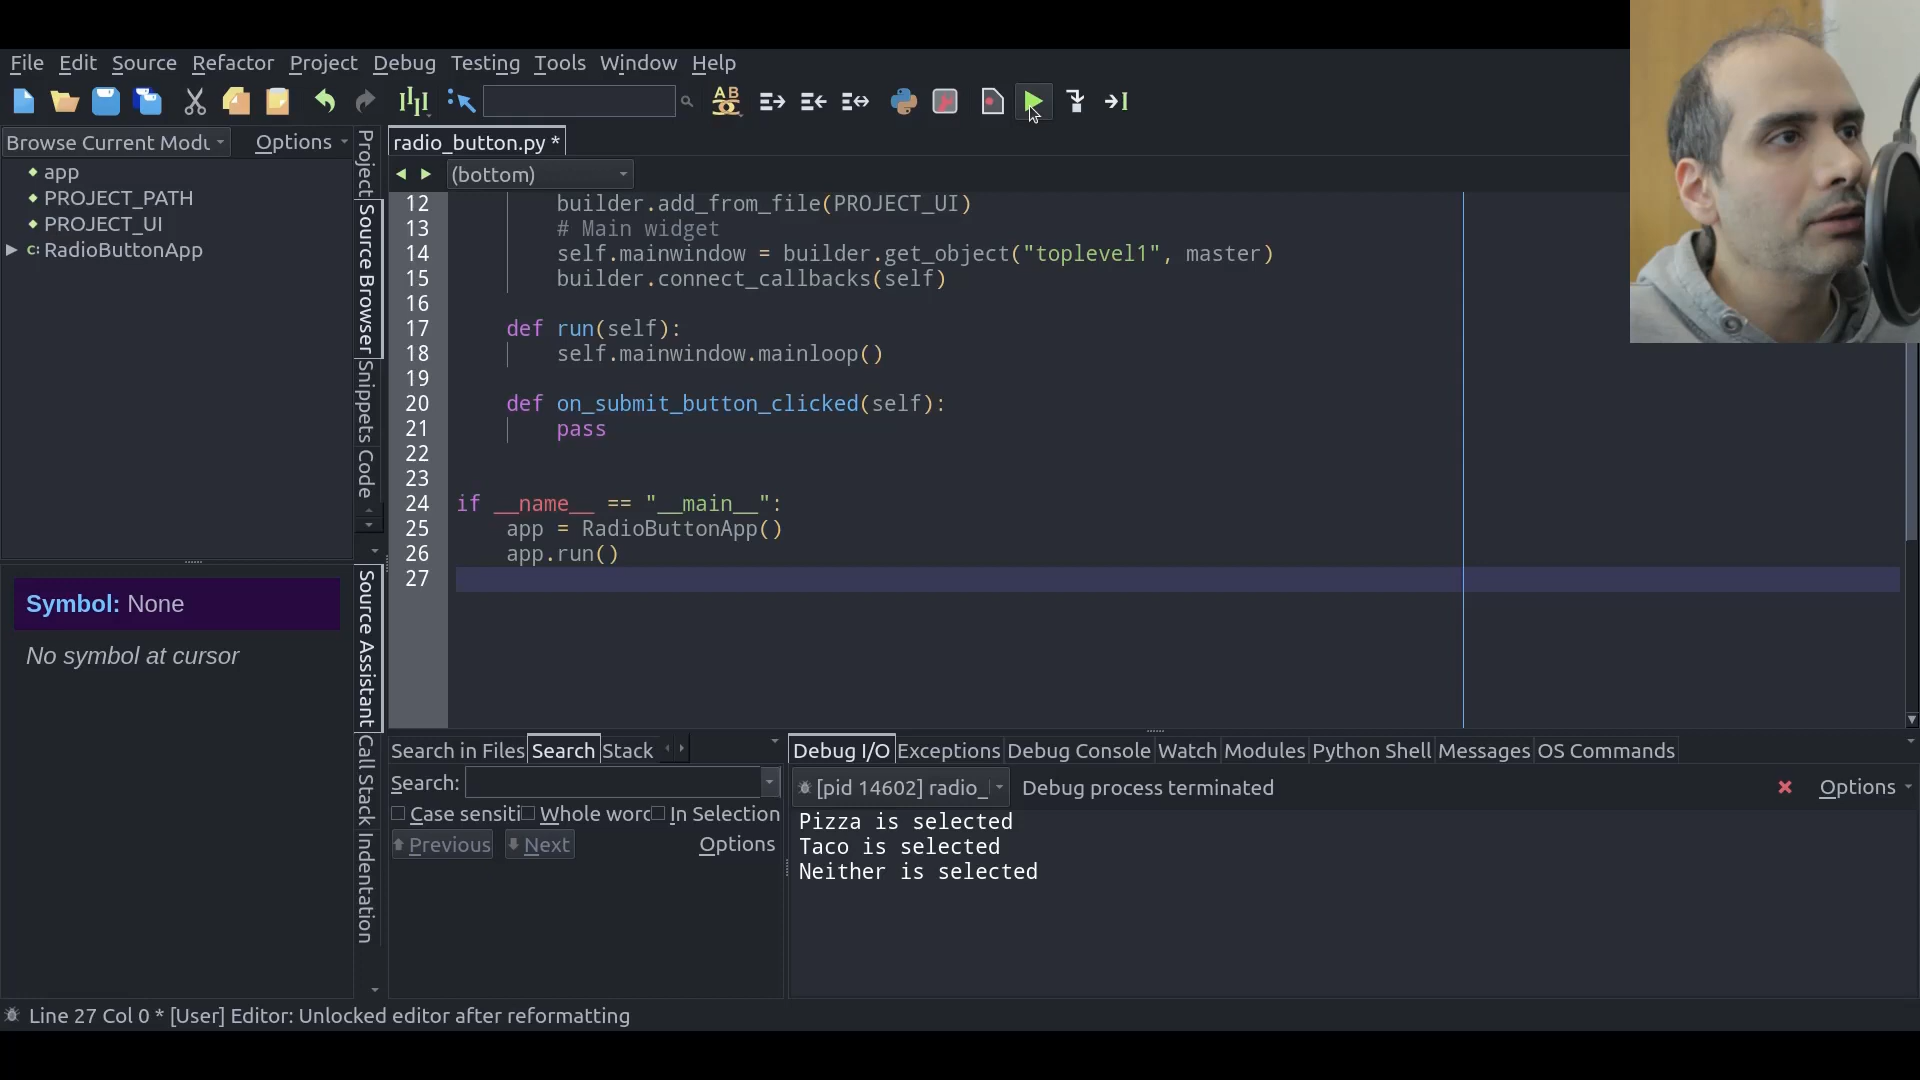 File Edit Source Refactor Project Debug Testing Tools Window Help
Browse Current Modu Options
app
PROJECT_PATH
PROJECT_UI
RadioButtonApp
Project
Source Browser
Snippets
Code
radio_button.py *
(bottom)
12 builder.add_from_file(PROJECT_UI)
13 # Main widget
14 self.mainwindow = builder.get_object("toplevel1", master)
15 builder.connect_callbacks(self)
16
17 def run(self):
18 self.mainwindow.mainloop()
19
20 def on_submit_button_clicked(self):
21 pass
22
23
24 if __name__ == "__main__":
25 app = RadioButtonApp()
26 app.run()
27
Symbol: None
No symbol at cursor
Source Assistant
Call Stack
Indentation
Search in Files Search Stack
Search:
Case sensiti Whole word In Selection
Previous Next Options
Debug I/O Exceptions Debug Console Watch Modules Python Shell Messages OS Commands
[pid 14602] radio_ Debug process terminated Options
Pizza is selected
Taco is selected
Neither is selected
Line 27 Col 0 * [User] Editor: Unlocked editor after reformatting